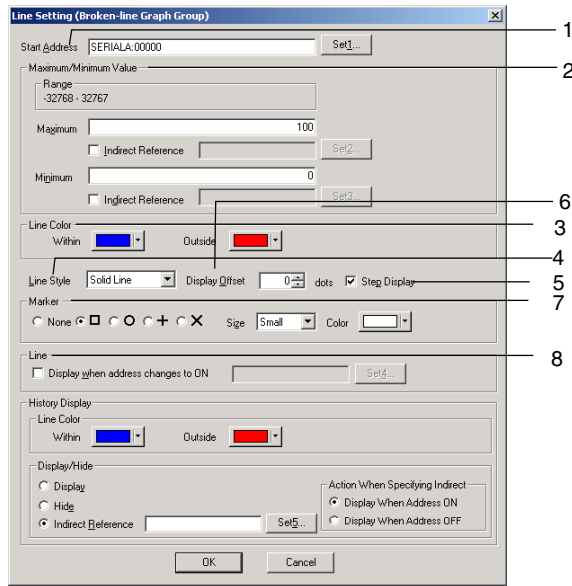 Line Setting (Broken-line Graph Group)
Start Address SERIALA:00000 Set1... 1
Maximum/Minimum Value 2
Range
-32768 - 32767
Maximum 100
Indirect Reference Set2...
Minimum 0
Indirect Reference Set3...
6
Line Color 3
Within Outside
4
Line Style Solid Line Display Offset 0 dots Step Display 5
Marker 7
None Size Small Color
Line 8
Display when address changes to ON Set4...
History Display
Line Color
Within Outside
Display/Hide
Display
Hide
Indirect Reference Set5...
Action When Specifying Indirect
Display When Address ON
Display When Address OFF
OK Cancel